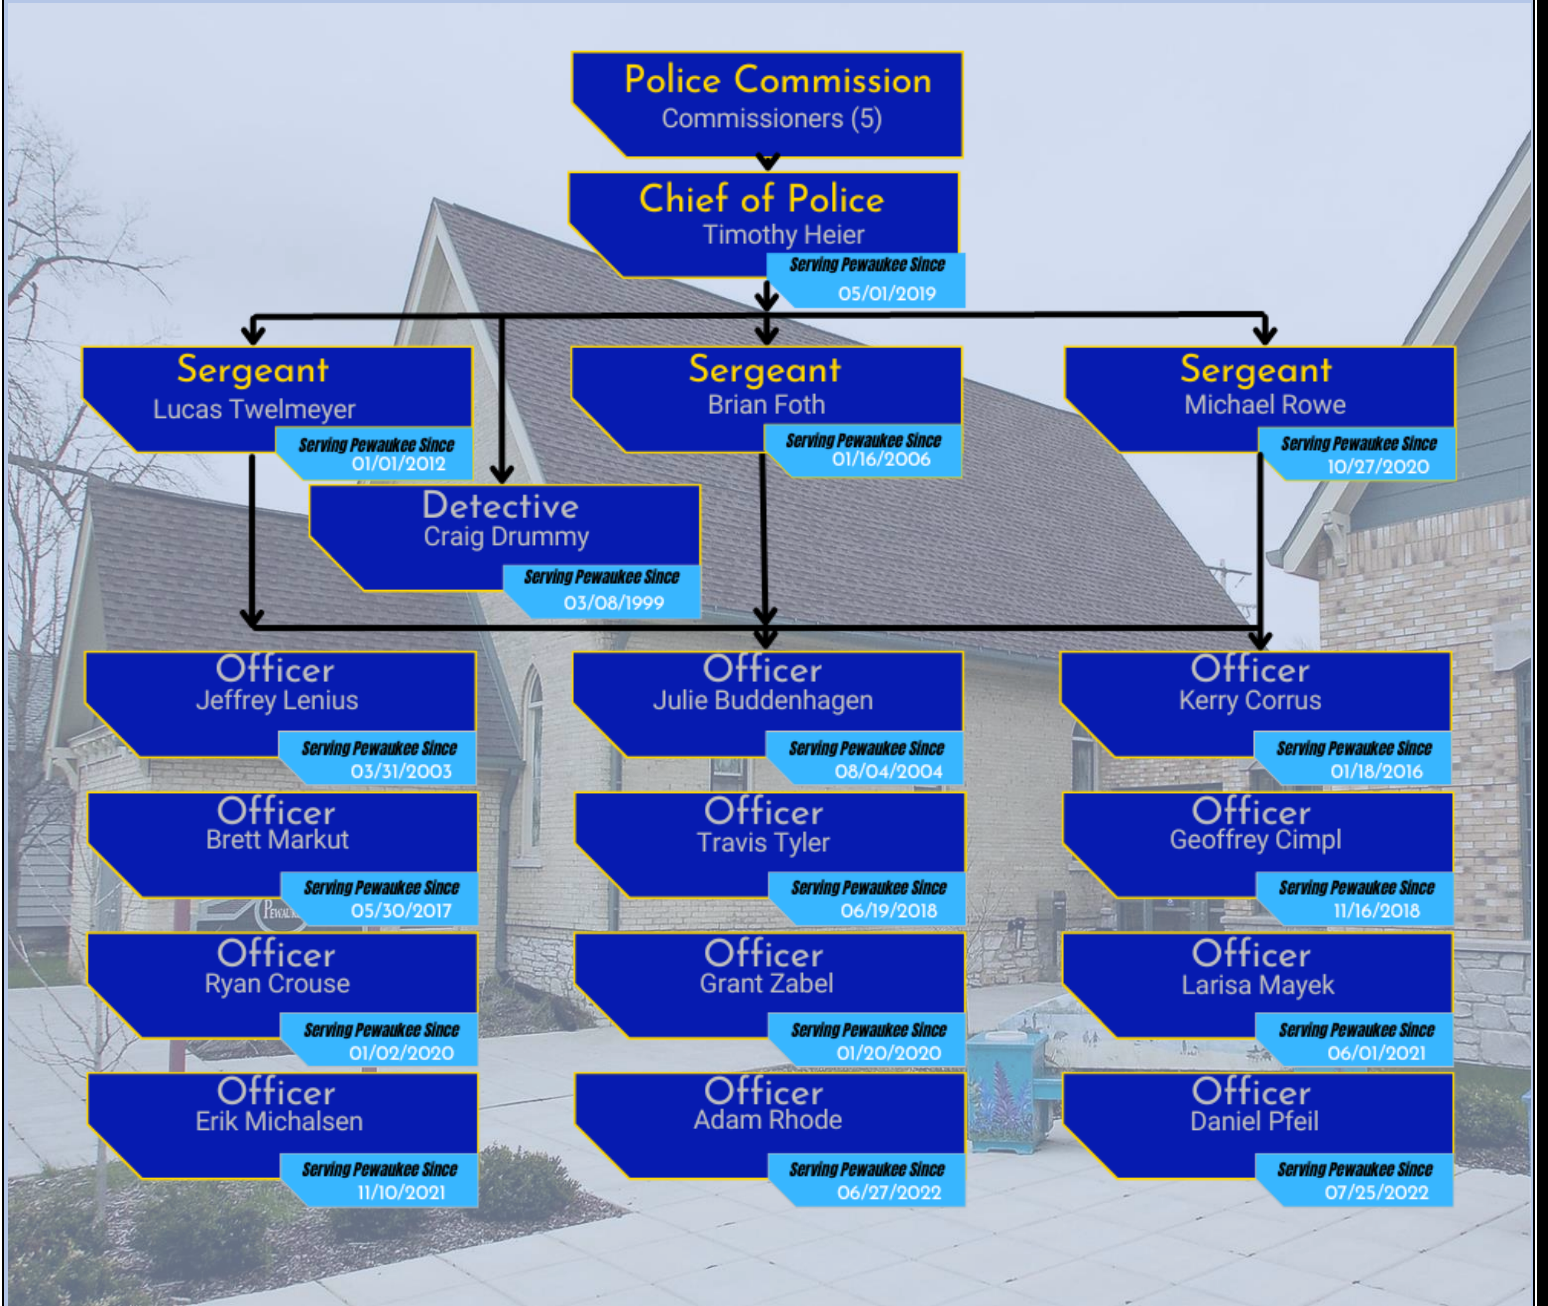 Police Commission
Commissioners (5)
Chief of Police
Timothy Heier
Serving Pewaukee Since
05/01/2019
Sergeant
Lucas Twelmeyer
Serving Pewaukee Since
01/01/2012
Sergeant
Brian Foth
Serving Pewaukee Since
01/16/2006
Sergeant
Michael Rowe
Serving Pewaukee Since
10/27/2020
Detective
Craig Drummy
Serving Pewaukee Since
03/08/1999
Officer
Jeffrey Lenius
Serving Pewaukee Since
03/31/2003
Officer
Julie Buddenhagen
Serving Pewaukee Since
08/04/2004
Officer
Kerry Corrus
Serving Pewaukee Since
01/18/2016
Officer
Brett Markut
Serving Pewaukee Since
05/30/2017
Officer
Travis Tyler
Serving Pewaukee Since
06/19/2018
Officer
Geoffrey Cimpl
Serving Pewaukee Since
11/16/2018
Officer
Ryan Crouse
Serving Pewaukee Since
01/02/2020
Officer
Grant Zabel
Serving Pewaukee Since
01/20/2020
Officer
Larisa Mayek
Serving Pewaukee Since
06/01/2021
Officer
Erik Michalsen
Serving Pewaukee Since
11/10/2021
Officer
Adam Rhode
Serving Pewaukee Since
06/27/2022
Officer
Daniel Pfeil
Serving Pewaukee Since
07/25/2022